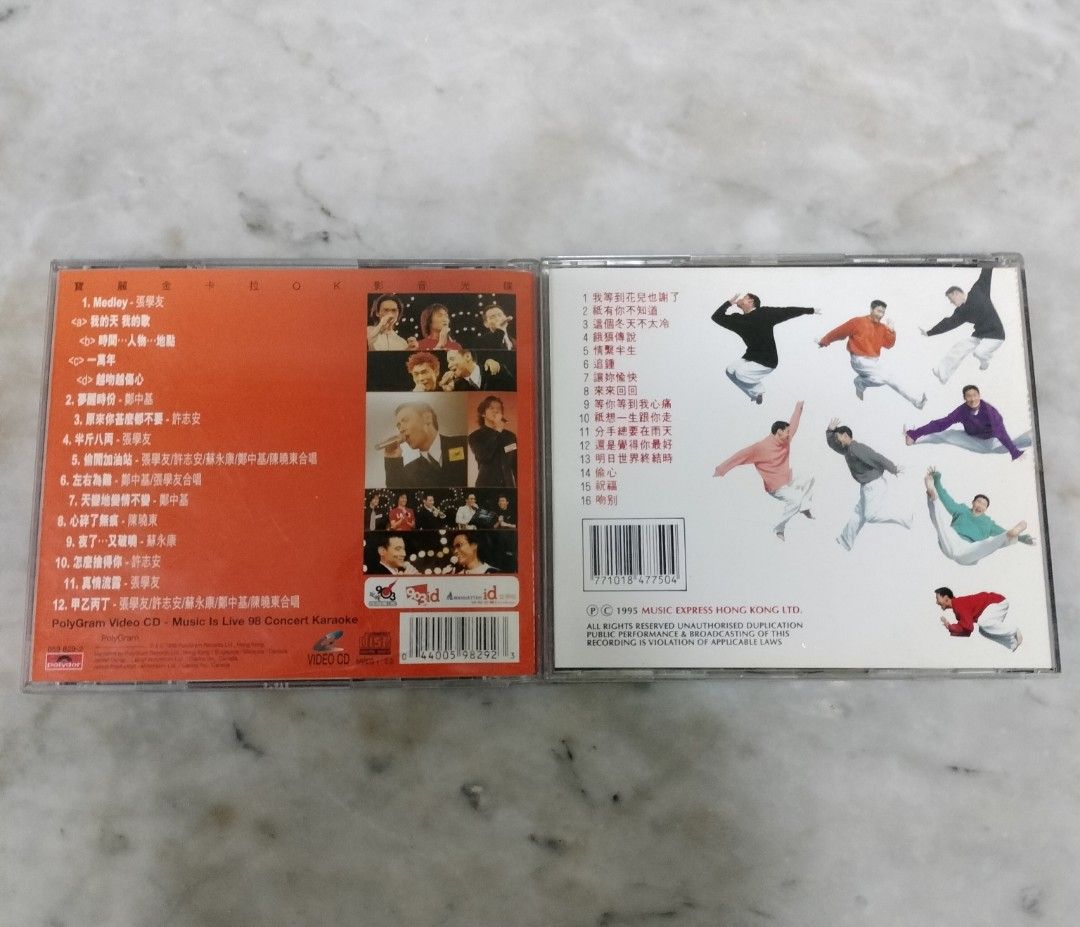 寶麗金卡拉OK影音光碟
1. Medley - 張學友
<a> 我的天 我的歌
<b> 時間…人物…地點
<c> 一萬年
<d> 越吻越傷心
2. 夢醒時份 - 鄭中基
3. 原來你甚麼都不要 - 許志安
4. 半斤八両 - 張學友
5. 偷閒加油站 - 張學友/許志安/蘇永康/鄭中基/陳曉東合唱
6. 左右為難 - 鄭中基/張學友合唱
7. 天變地變情不變 - 鄭中基
8. 心碎了無痕 - 陳曉東
9. 夜了…又破曉 - 蘇永康
10. 怎麼捨得你 - 許志安
11. 真情流露 - 張學友
12. 甲乙丙丁 - 張學友/許志安/蘇永康/鄭中基/陳曉東合唱
PolyGram Video CD - Music Is Live 98 Concert Karaoke
PolyGram
059 829-2
polydor
VIDEO CD
0 44005 98292 3
903 id
id
1 我等到花兒也謝了
2 祗有你不知道
3 這個冬天不太冷
4 餓狼傳說
5 情繫半生
6 追鐘
7 讓妳愉快
8 來來回回
9 等你等到我心痛
10 祗想一生跟你走
11 分手總要在雨天
12 還是覺得你最好
13 明日世界終結時
14 偷心
15 祝福
16 吻別
771018 477504
Ⓟ Ⓒ 1995 MUSIC EXPRESS HONG KONG LTD.
ALL RIGHTS RESERVED UNAUTHORISED DUPLICATION
PUBLIC PERFORMANCE & BROADCASTING OF THIS
RECORDING IS VIOLATION OF APPLICABLE LAWS